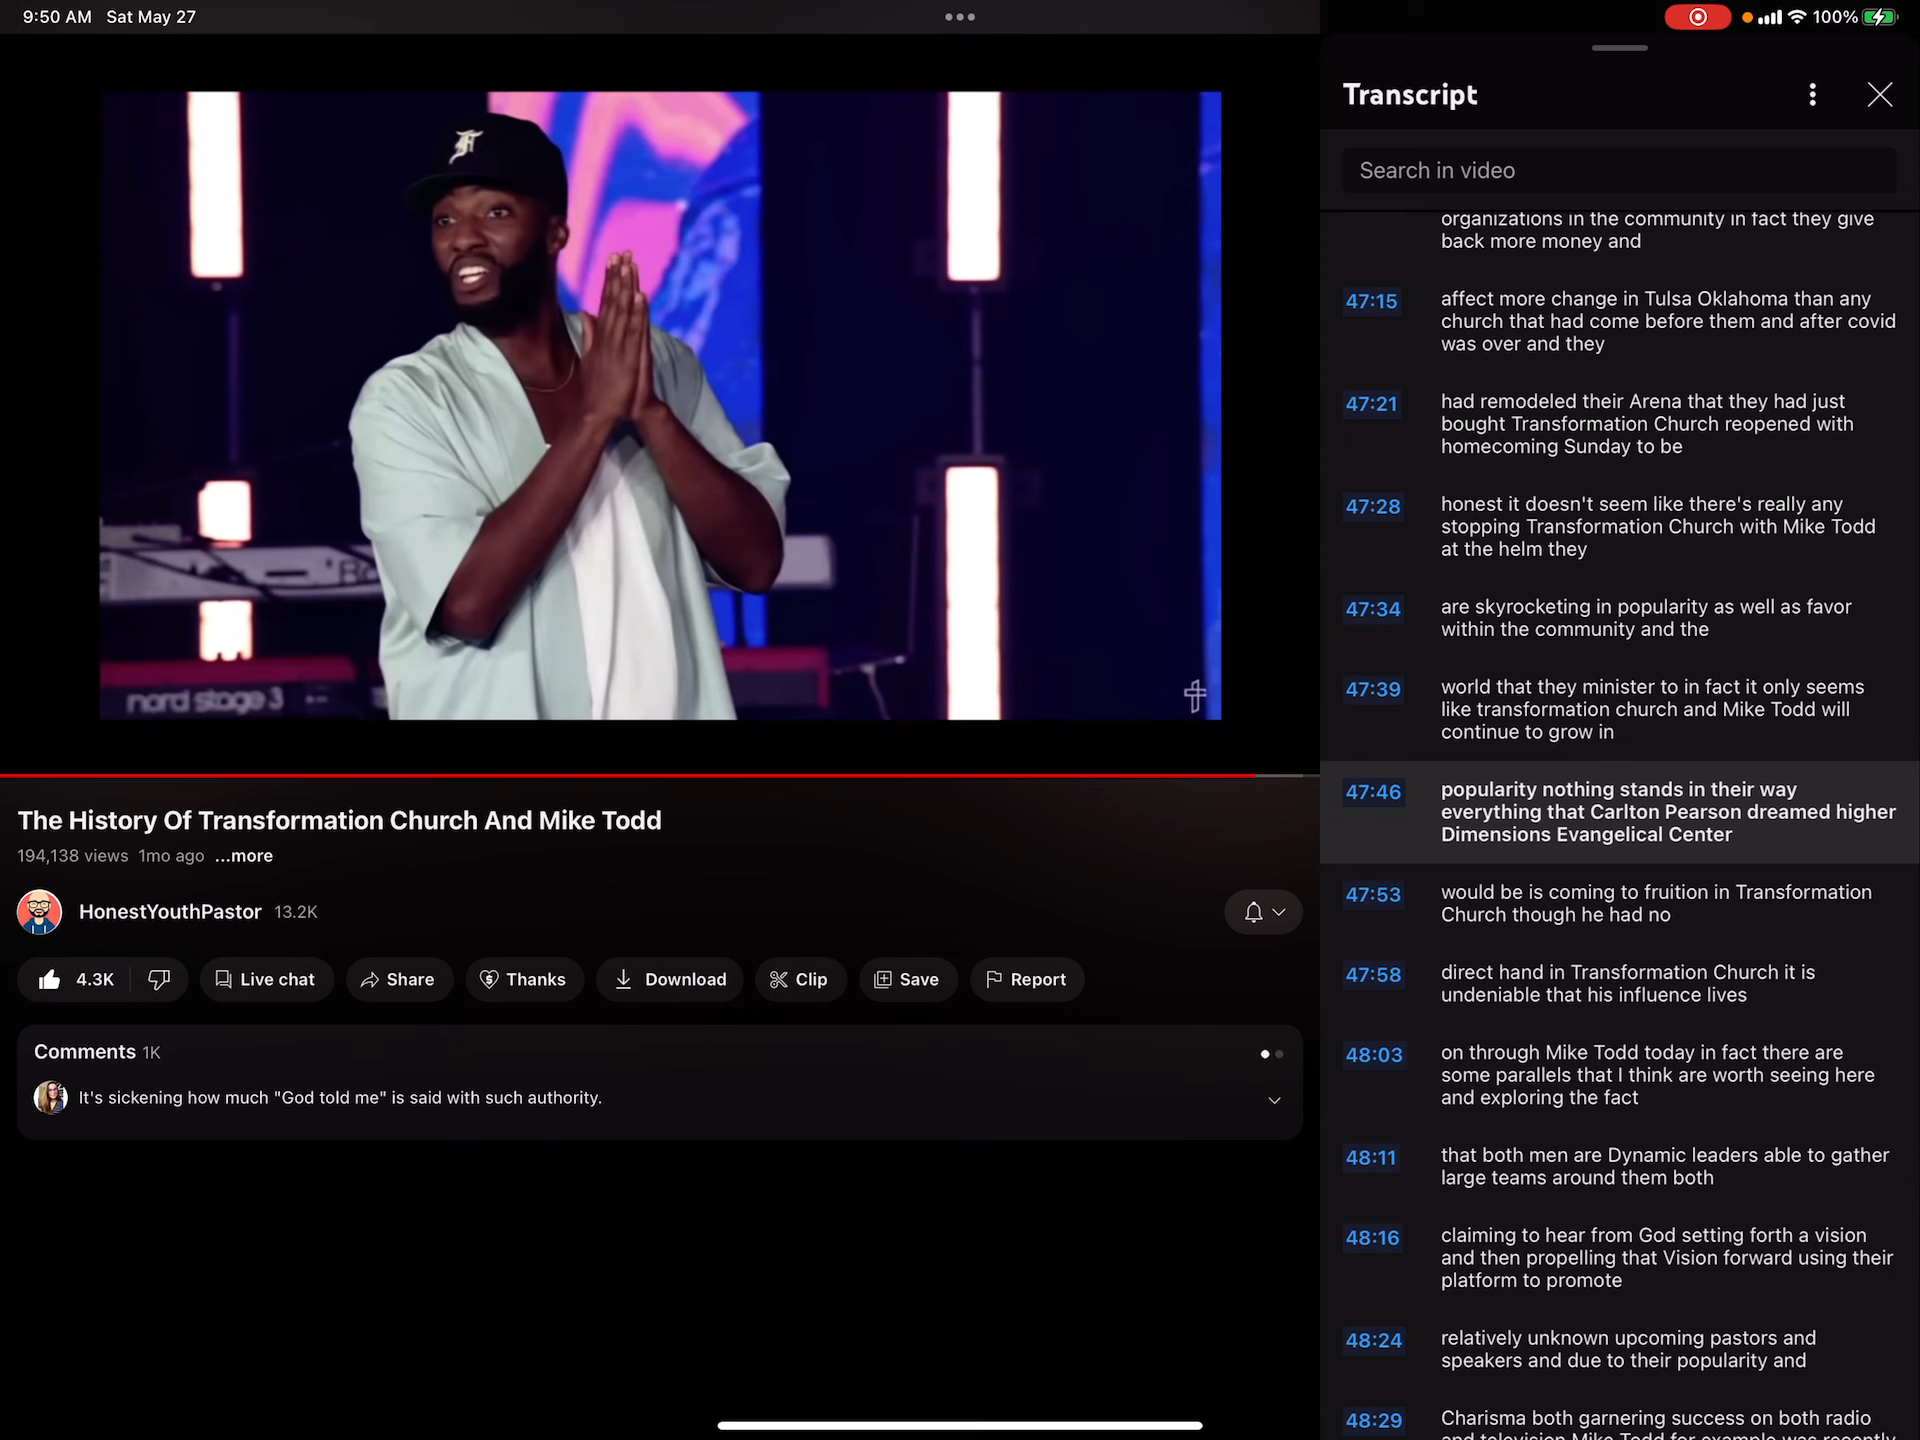 9:50 AM Sat May 27
100%
nord stage 3
The History Of Transformation Church And Mike Todd
194,138 views 1mo ago ...more
HonestYouthPastor 13.2K
4.3K
Live chat
Share
Thanks
Download
Clip
Save
Report
Comments 1K
It's sickening how much "God told me" is said with such authority.
Transcript
Search in video
organizations in the community in fact they give
back more money and
47:15
affect more change in Tulsa Oklahoma than any
church that had come before them and after covid
was over and they
47:21
had remodeled their Arena that they had just
bought Transformation Church reopened with
homecoming Sunday to be
47:28
honest it doesn't seem like there's really any
stopping Transformation Church with Mike Todd
at the helm they
47:34
are skyrocketing in popularity as well as favor
within the community and the
47:39
world that they minister to in fact it only seems
like transformation church and Mike Todd will
continue to grow in
47:46
popularity nothing stands in their way
everything that Carlton Pearson dreamed higher
Dimensions Evangelical Center
47:53
would be is coming to fruition in Transformation
Church though he had no
47:58
direct hand in Transformation Church it is
undeniable that his influence lives
48:03
on through Mike Todd today in fact there are
some parallels that I think are worth seeing here
and exploring the fact
48:11
that both men are Dynamic leaders able to gather
large teams around them both
48:16
claiming to hear from God setting forth a vision
and then propelling that Vision forward using their
platform to promote
48:24
relatively unknown upcoming pastors and
speakers and due to their popularity and
48:29
Charisma both garnering success on both radio
and television Mike Todd for example was recently